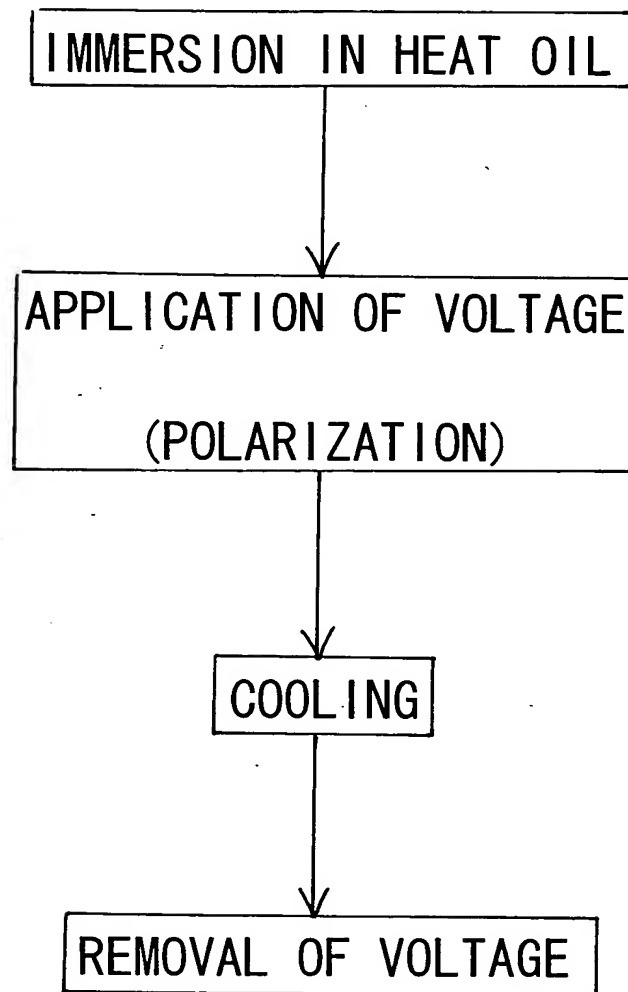 IMMERSION IN HEAT OIL
APPLICATION OF VOLTAGE
(POLARIZATION)
COOLING
REMOVAL OF VOLTAGE